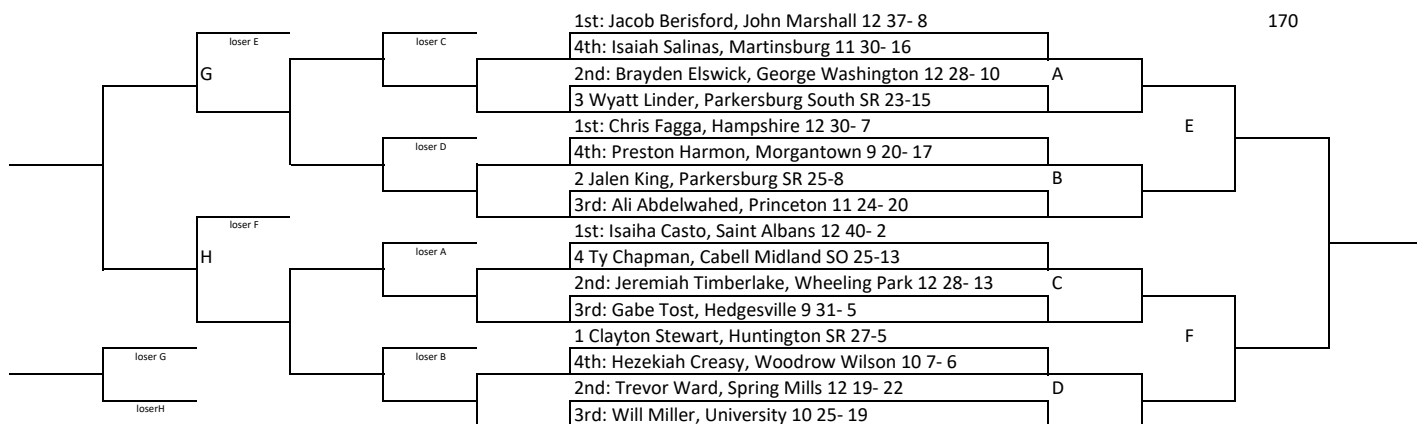 1st: Jacob Berisford, John Marshall 12 37- 8
170
loser E
loser C
4th: Isaiah Salinas, Martinsburg 11 30- 16
G
2nd: Brayden Elswick, George Washington 12 28- 10
A
3 Wyatt Linder, Parkersburg South SR 23-15
1st: Chris Fagga, Hampshire 12 30- 7
E
loser D
4th: Preston Harmon, Morgantown 9 20- 17
2 Jalen King, Parkersburg SR 25-8
B
3rd: Ali Abdelwahed, Princeton 11 24- 20
loser F
1st: Isaiha Casto, Saint Albans 12 40- 2
H
loser A
4 Ty Chapman, Cabell Midland SO 25-13
2nd: Jeremiah Timberlake, Wheeling Park 12 28- 13
C
3rd: Gabe Tost, Hedgesville 9 31- 5
1 Clayton Stewart, Huntington SR 27-5
F
loser G
loser B
4th: Hezekiah Creasy, Woodrow Wilson 10 7- 6
2nd: Trevor Ward, Spring Mills 12 19- 22
D
loserH
3rd: Will Miller, University 10 25- 19